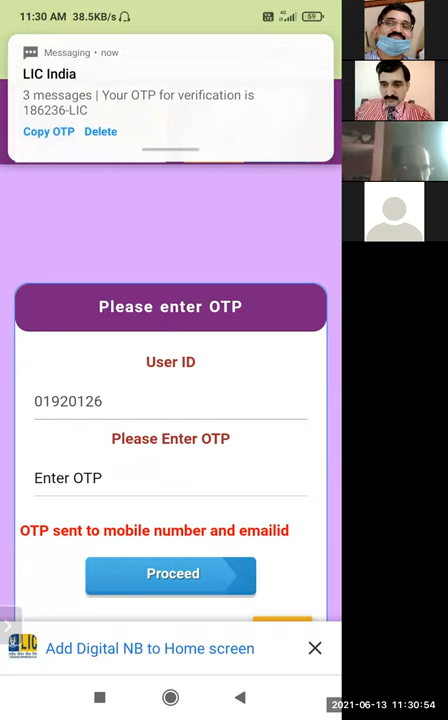 11:30 AM 38.5KB/s
4G
59
Messaging • now
LIC India
3 messages | Your OTP for verification is
186236-LIC
Copy OTP Delete
Please enter OTP
User ID
01920126
Please Enter OTP
Enter OTP
OTP sent to mobile number and emailid
Proceed
LIC
Add Digital NB to Home screen
2021-06-13 11:30:54